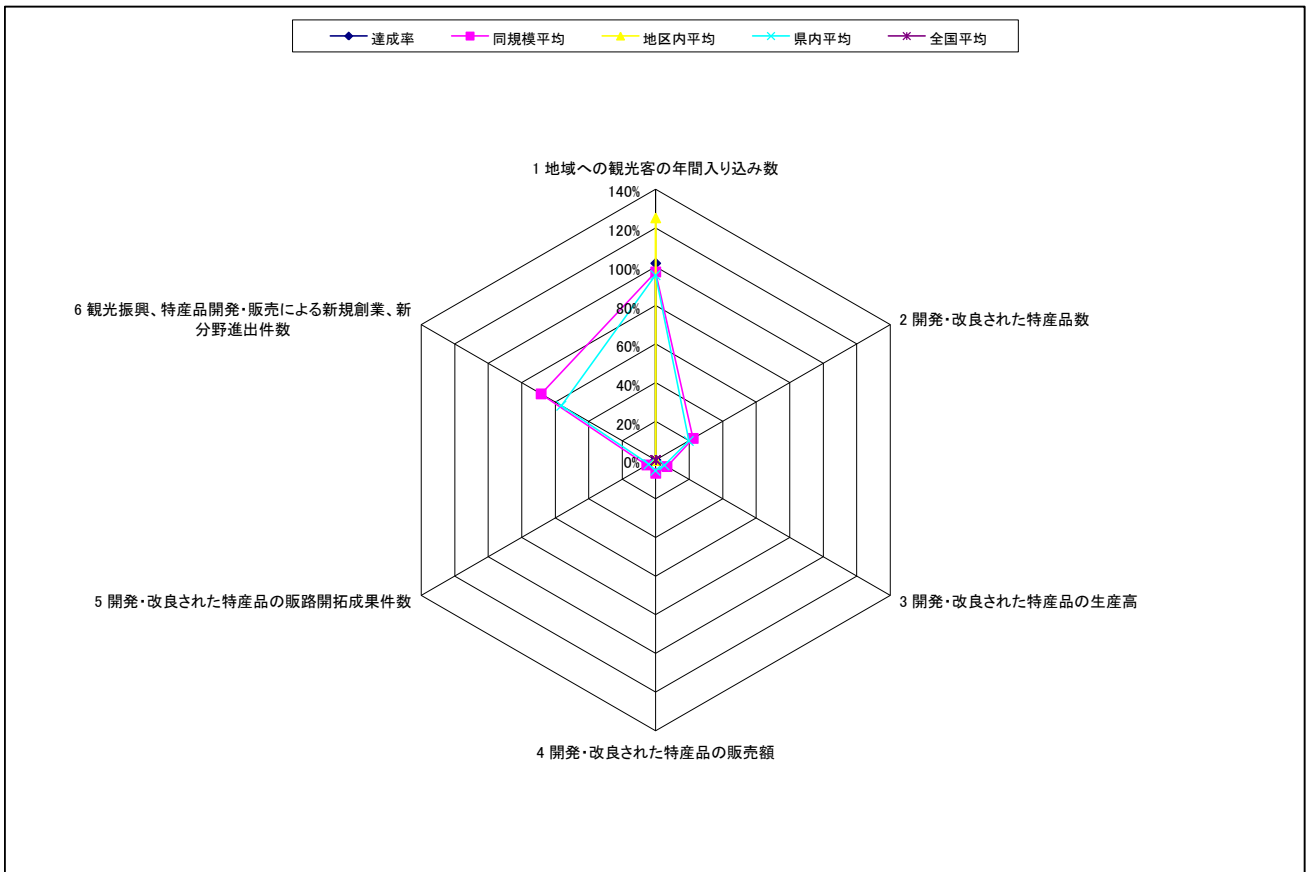 達成率 同規模平均 地区内平均 県内平均 全国平均
1 地域への観光客の年間入り込み数
140%
120%
100%
80%
60%
40%
20%
0%
6 観光振興、特産品開発・販売による新規創業、新
分野進出件数
2 開発・改良された特産品数
5 開発・改良された特産品の販路開拓成果件数
3 開発・改良された特産品の生産高
4 開発・改良された特産品の販売額